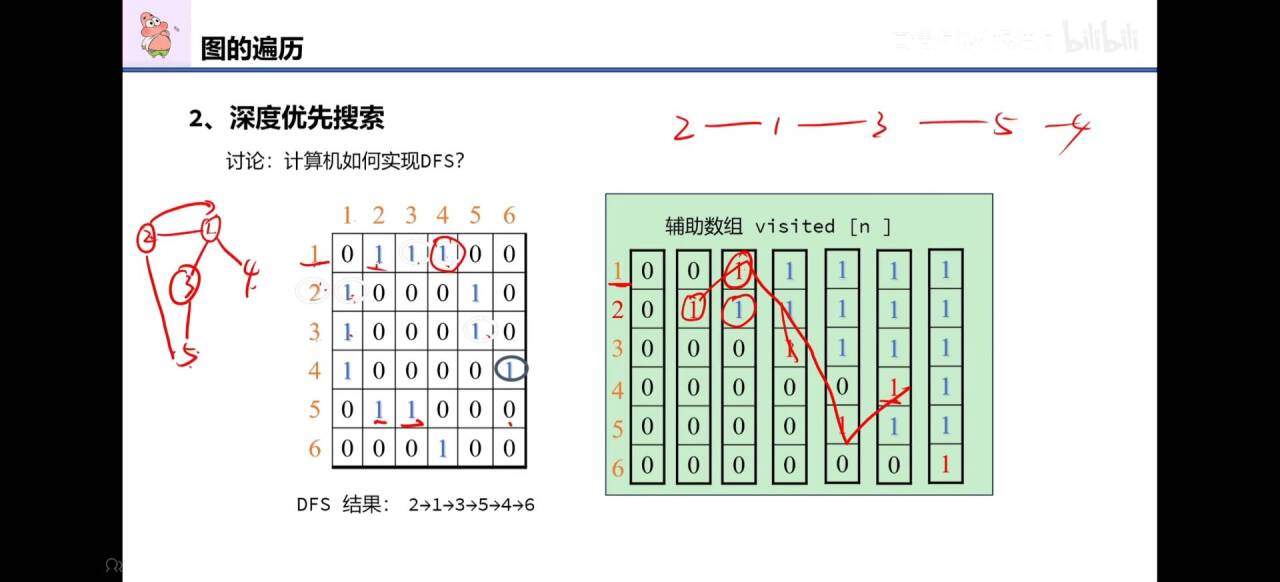 图的遍历
bilibili
2、深度优先搜索
2 — 1 — 3 — 5 — 4
讨论: 计算机如何实现DFS?
1 2 3 4 5 6
1 0 1 1 1 0 0
2 1 0 0 0 1 0
3 1 0 0 0 1 0
4 1 0 0 0 0 1
5 0 1 1 0 0 0
6 0 0 0 1 0 0
2 1
3 4
5
辅助数组 visited [n ]
1 0 0 1 1 1 1 1
2 0 1 1 1 1 1 1
3 0 0 0 1 1 1 1
4 0 0 0 0 0 1 1
5 0 0 0 0 1 1 1
6 0 0 0 0 0 0 1
DFS 结果: 2→1→3→5→4→6